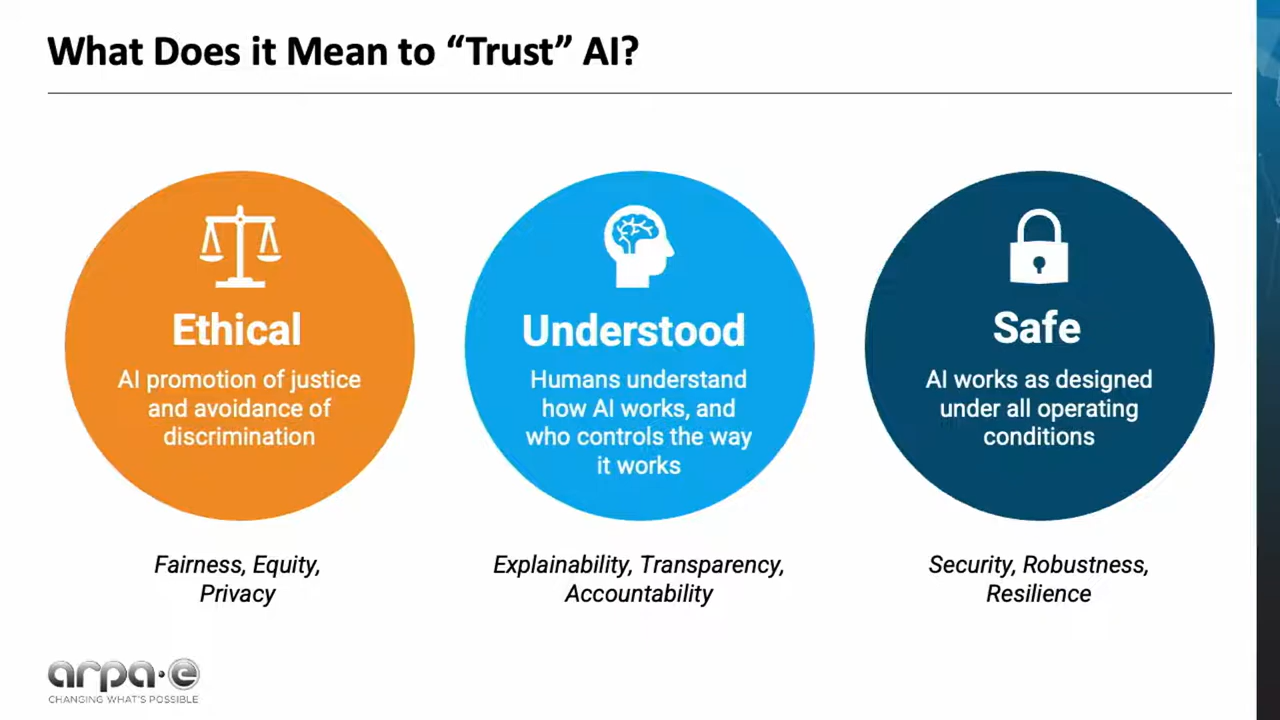 What Does it Mean to “Trust” AI?
Ethical
AI promotion of justice
and avoidance of
discrimination
Fairness, Equity,
Privacy
Understood
Humans understand
how AI works, and
who controls the way
it works
Explainability, Transparency,
Accountability
Safe
AI works as designed
under all operating
conditions
Security, Robustness,
Resilience
arpa·e
CHANGING WHAT'S POSSIBLE